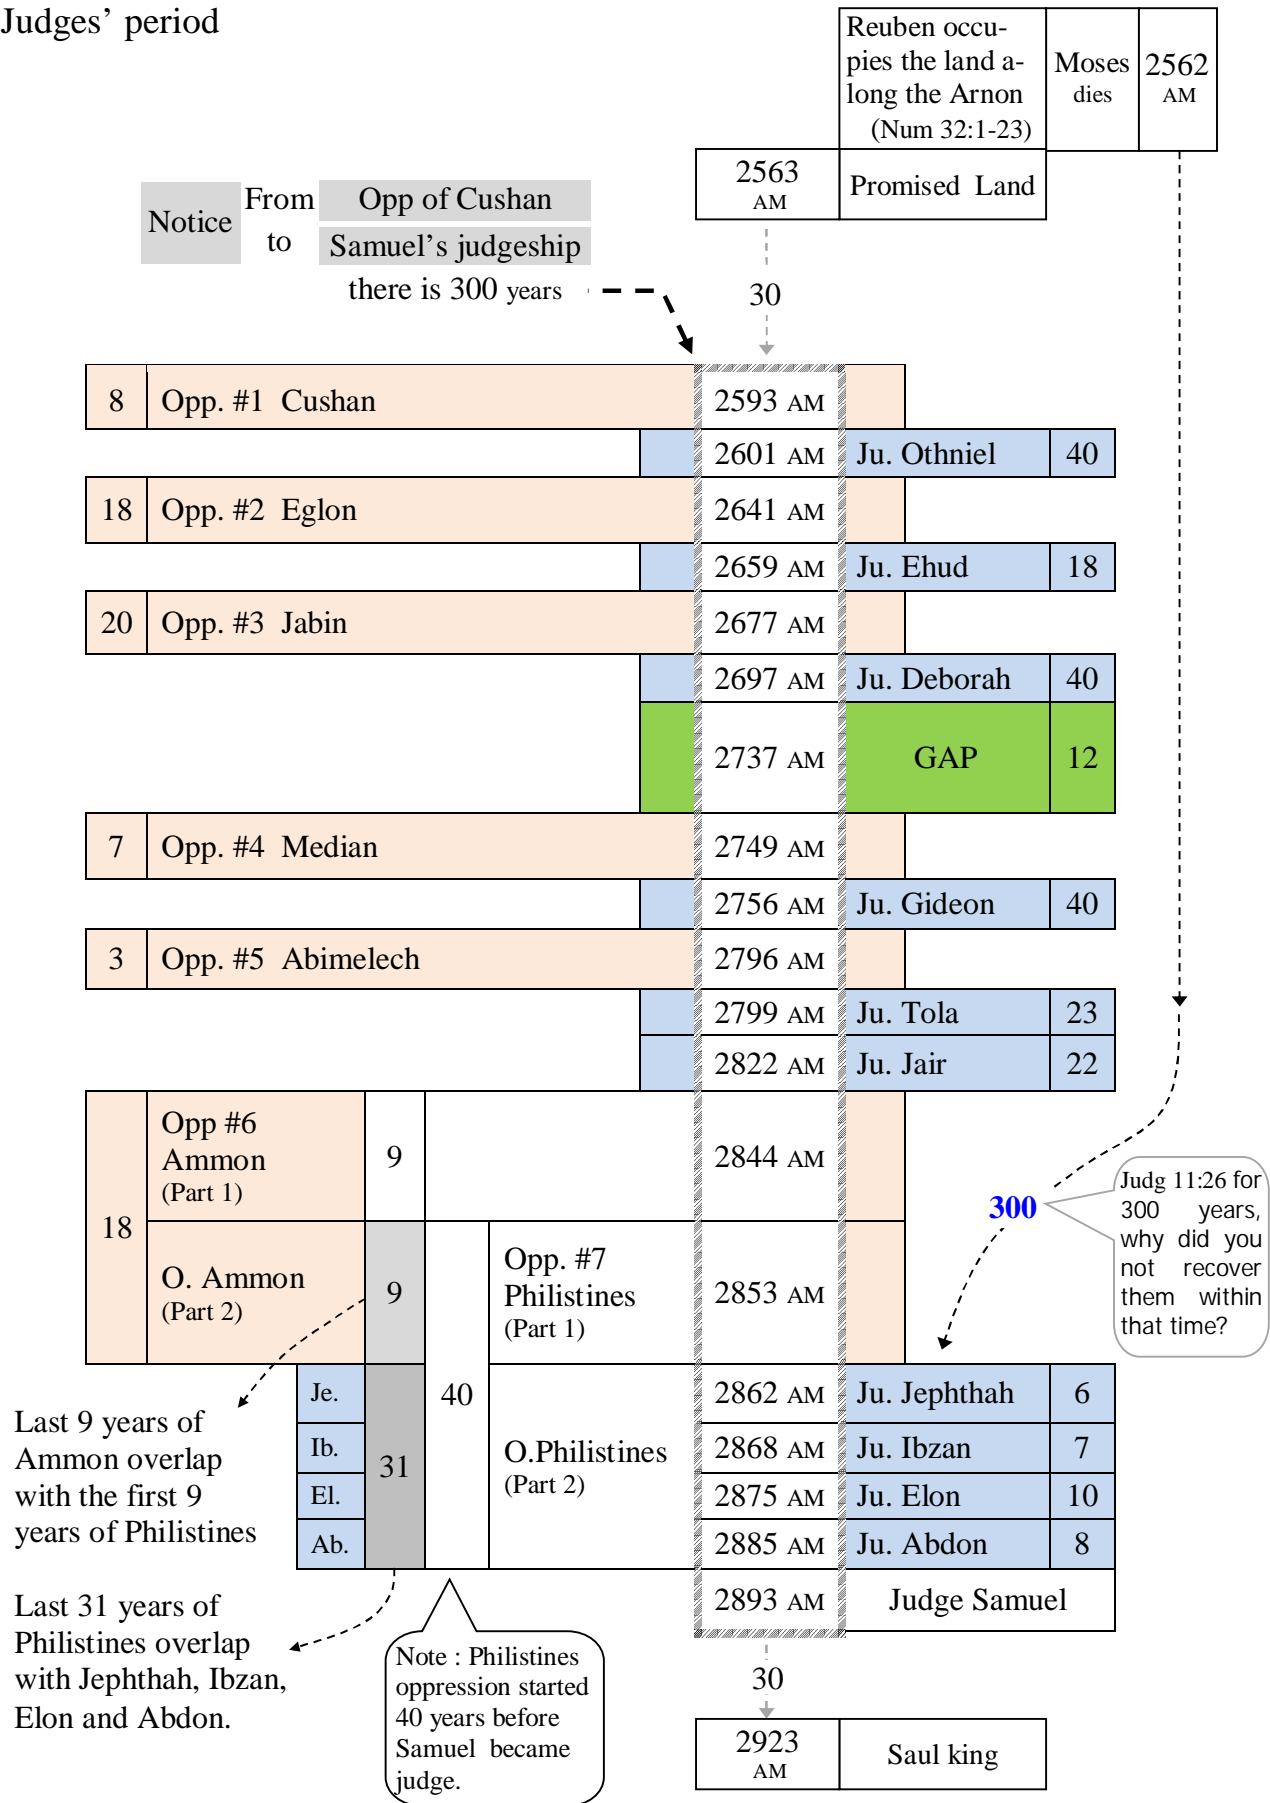 Judges’ period
Reuben occu-
pies the land a-
long the Arnon
(Num 32:1-23)
Moses
dies
2562
AM
2563
AM
Promised Land
Notice
From
to
Opp of Cushan
Samuel’s judgeship
there is 300 years
30
8 Opp. #1 Cushan 2593 AM
2601 AM Ju. Othniel 40
18 Opp. #2 Eglon 2641 AM
2659 AM Ju. Ehud 18
20 Opp. #3 Jabin 2677 AM
2697 AM Ju. Deborah 40
2737 AM GAP 12
7 Opp. #4 Median 2749 AM
2756 AM Ju. Gideon 40
3 Opp. #5 Abimelech 2796 AM
2799 AM Ju. Tola 23
2822 AM Ju. Jair 22
18
Opp #6
Ammon
(Part 1)
9
2844 AM
O. Ammon
(Part 2)
9
40
Opp. #7
Philistines
(Part 1)
2853 AM
300
Judg 11:26 for
300 years,
why did you
not recover
them within
that time?
Je.
Ib.
El.
Ab.
31
O.Philistines
(Part 2)
2862 AM Ju. Jephthah 6
2868 AM Ju. Ibzan 7
2875 AM Ju. Elon 10
2885 AM Ju. Abdon 8
2893 AM Judge Samuel
Last 9 years of
Ammon overlap
with the first 9
years of Philistines
Last 31 years of
Philistines overlap
with Jephthah, Ibzan,
Elon and Abdon.
Note : Philistines
oppression started
40 years before
Samuel became
judge.
30
2923
AM
Saul king